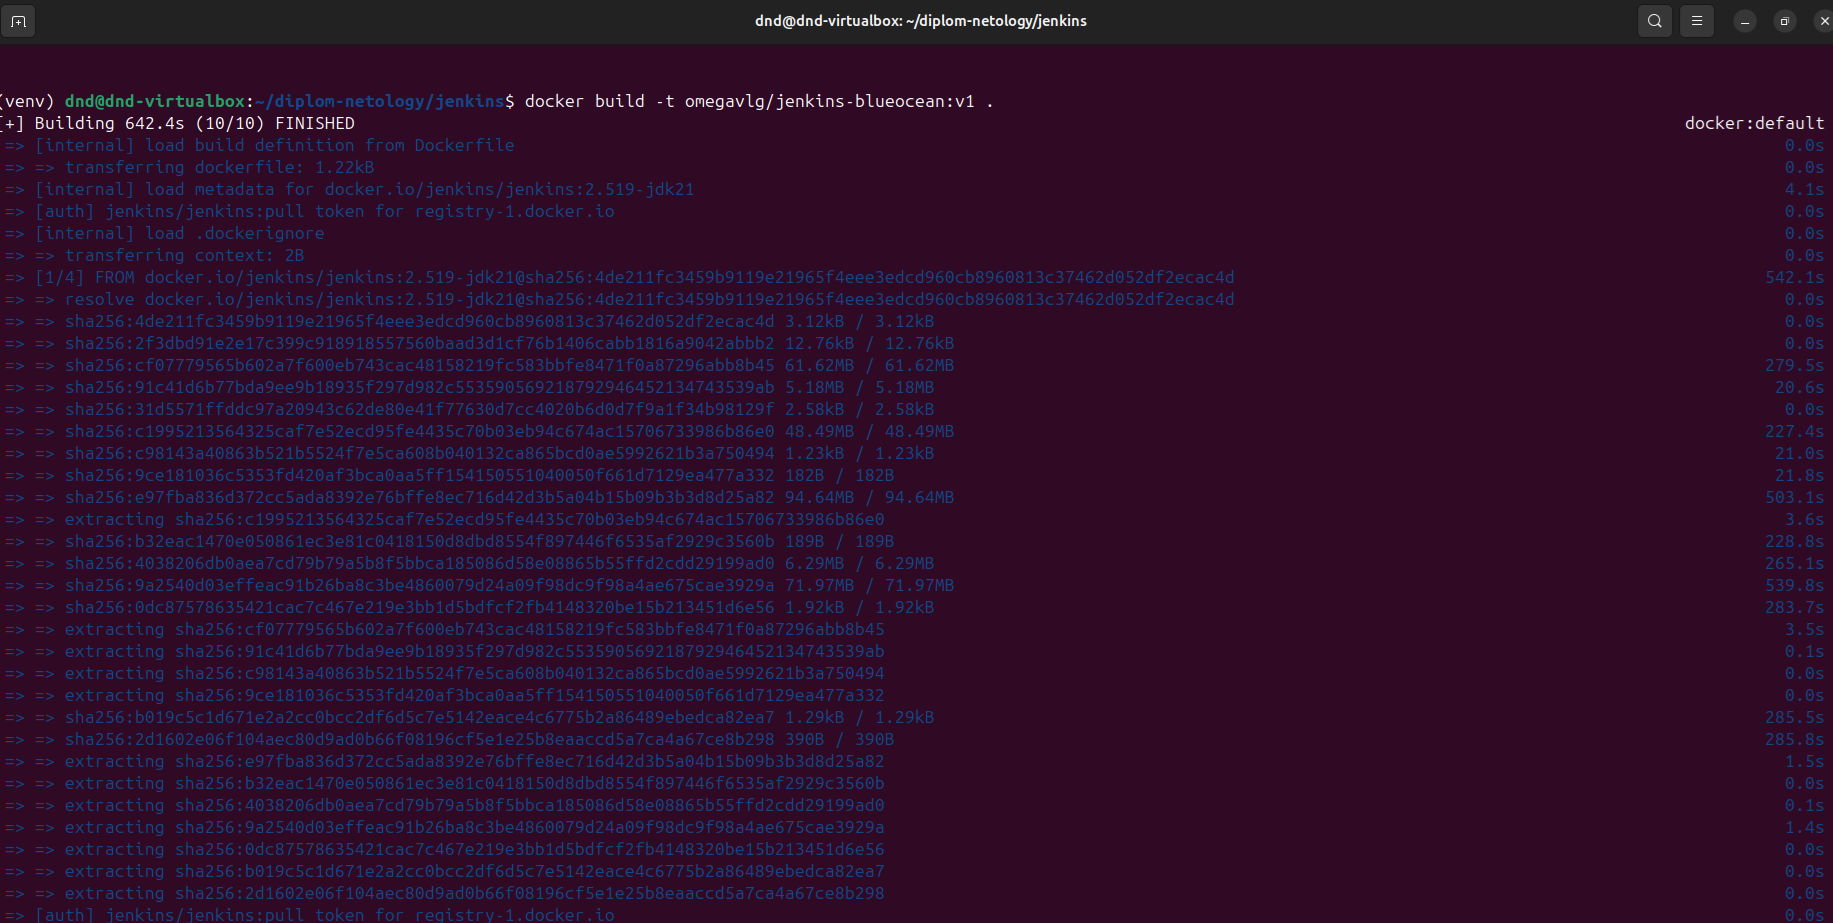 dnd@dnd-virtualbox: ~/diplom-netology/jenkins
(venv) dnd@dnd-virtualbox:~/diplom-netology/jenkins$ docker build -t omegavlg/jenkins-blueocean:v1 .
[+] Building 642.4s (10/10) FINISHED docker:default
=> [internal] load build definition from Dockerfile 0.0s
=> => transferring dockerfile: 1.22kB 0.0s
=> [internal] load metadata for docker.io/jenkins/jenkins:2.519-jdk21 4.1s
=> [auth] jenkins/jenkins:pull token for registry-1.docker.io 0.0s
=> [internal] load .dockerignore 0.0s
=> => transferring context: 2B 0.0s
=> [1/4] FROM docker.io/jenkins/jenkins:2.519-jdk21@sha256:4de211fc3459b9119e21965f4eee3edcd960cb8960813c37462d052df2ecac4d 542.1s
=> => resolve docker.io/jenkins/jenkins:2.519-jdk21@sha256:4de211fc3459b9119e21965f4eee3edcd960cb8960813c37462d052df2ecac4d 0.0s
=> => sha256:4de211fc3459b9119e21965f4eee3edcd960cb8960813c37462d052df2ecac4d 3.12kB / 3.12kB 0.0s
=> => sha256:2f3dbd91e2e17c399c918918557560baad3d1cf76b1406cabb1816a9042abbb2 12.76kB / 12.76kB 0.0s
=> => sha256:cf07779565b602a7f600eb743cac48158219fc583bbfe8471f0a87296abb8b45 61.62MB / 61.62MB 279.5s
=> => sha256:91c41d6b77bda9ee9b18935f297d982c5535905692187929464521347435​39ab 5.18MB / 5.18MB 20.6s
=> => sha256:31d5571ffddc97a20943c62de80e41f77630d7cc4020b6d0d7f9a1f34b98129f 2.58kB / 2.58kB 0.0s
=> => sha256:c1995213564325caf7e52ecd95fe4435c70b03eb94c674ac15706733986b86e0 48.49MB / 48.49MB 227.4s
=> => sha256:c98143a40863b521b5524f7e5ca608b040132ca865bcd0ae5992621b3a750494 1.23kB / 1.23kB 21.0s
=> => sha256:9ce181036c5353fd420af3bca0aa5ff154150551040050f661d7129ea477a332 182B / 182B 21.8s
=> => sha256:e97fba836d372cc5ada8392e76bffe8ec716d42d3b5a04b15b09b3b3d8d25a82 94.64MB / 94.64MB 503.1s
=> => extracting sha256:c1995213564325caf7e52ecd95fe4435c70b03eb94c674ac15706733986b86e0 3.6s
=> => sha256:b32eac1470e050861ec3e81c0418150d8dbd8554f897446f6535af2929c3560b 189B / 189B 228.8s
=> => sha256:4038206db0aea7cd79b79a5b8f5bbca185086d58e08865b55ffd2cdd29199ad0 6.29MB / 6.29MB 265.1s
=> => sha256:9a2540d03effeac91b26ba8c3be4860079d24a09f98dc9f98a4ae675cae3929a 71.97MB / 71.97MB 539.8s
=> => sha256:0dc87578635421cac7c467e219e3bb1d5bdfcf2fb4148320be15b213451d6e56 1.92kB / 1.92kB 283.7s
=> => extracting sha256:cf07779565b602a7f600eb743cac48158219fc583bbfe8471f0a87296abb8b45 3.5s
=> => extracting sha256:91c41d6b77bda9ee9b18935f297d982c553590569218792946452134743539ab 0.1s
=> => extracting sha256:c98143a40863b521b5524f7e5ca608b040132ca865bcd0ae5992621b3a750494 0.0s
=> => extracting sha256:9ce181036c5353fd420af3bca0aa5ff154150551040050f661d7129ea477a332 0.0s
=> => sha256:b019c5c1d671e2a2cc0bcc2df6d5c7e5142eace4c6775b2a86489ebedca82ea7 1.29kB / 1.29kB 285.5s
=> => sha256:2d1602e06f104aec80d9ad0b66f08196cf5e1e25b8eaaccd5a7ca4a67ce8b298 390B / 390B 285.8s
=> => extracting sha256:e97fba836d372cc5ada8392e76bffe8ec716d42d3b5a04b15b09b3b3d8d25a82 1.5s
=> => extracting sha256:b32eac1470e050861ec3e81c0418150d8dbd8554f897446f6535af2929c3560b 0.0s
=> => extracting sha256:4038206db0aea7cd79b79a5b8f5bbca185086d58e08865b55ffd2cdd29199ad0 0.1s
=> => extracting sha256:9a2540d03effeac91b26ba8c3be4860079d24a09f98dc9f98a4ae675cae3929a 1.4s
=> => extracting sha256:0dc87578635421cac7c467e219e3bb1d5bdfcf2fb4148320be15b213451d6e56 0.0s
=> => extracting sha256:b019c5c1d671e2a2cc0bcc2df6d5c7e5142eace4c6775b2a86489ebedca82ea7 0.0s
=> => extracting sha256:2d1602e06f104aec80d9ad0b66f08196cf5e1e25b8eaaccd5a7ca4a67ce8b298 0.0s
=> [auth] jenkins/jenkins:pull token for registry-1.docker.io 0.0s